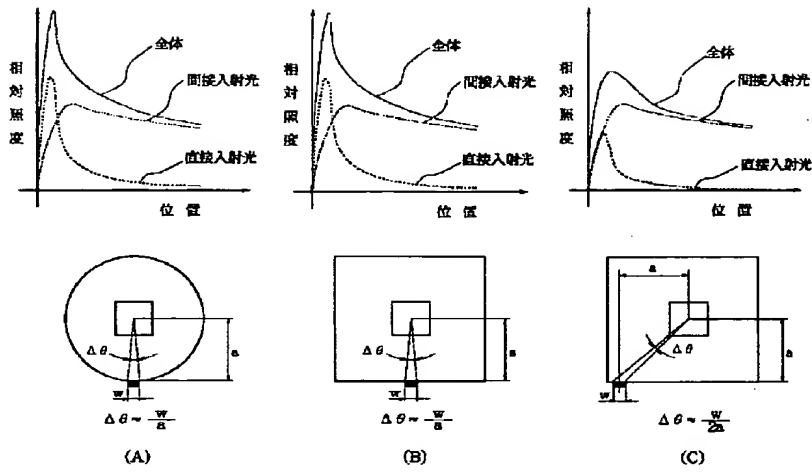 相対照度
全体
間接入射光
直接入射光
位置
相対照度
全体
間接入射光
直接入射光
位置
相対照度
全体
間接入射光
直接入射光
位置
Δθ
a
w
Δθ≈w/a
(A)
Δθ
a
w
Δθ≈w/a
(B)
a
Δθ
a
w
Δθ≈w/2a
(C)